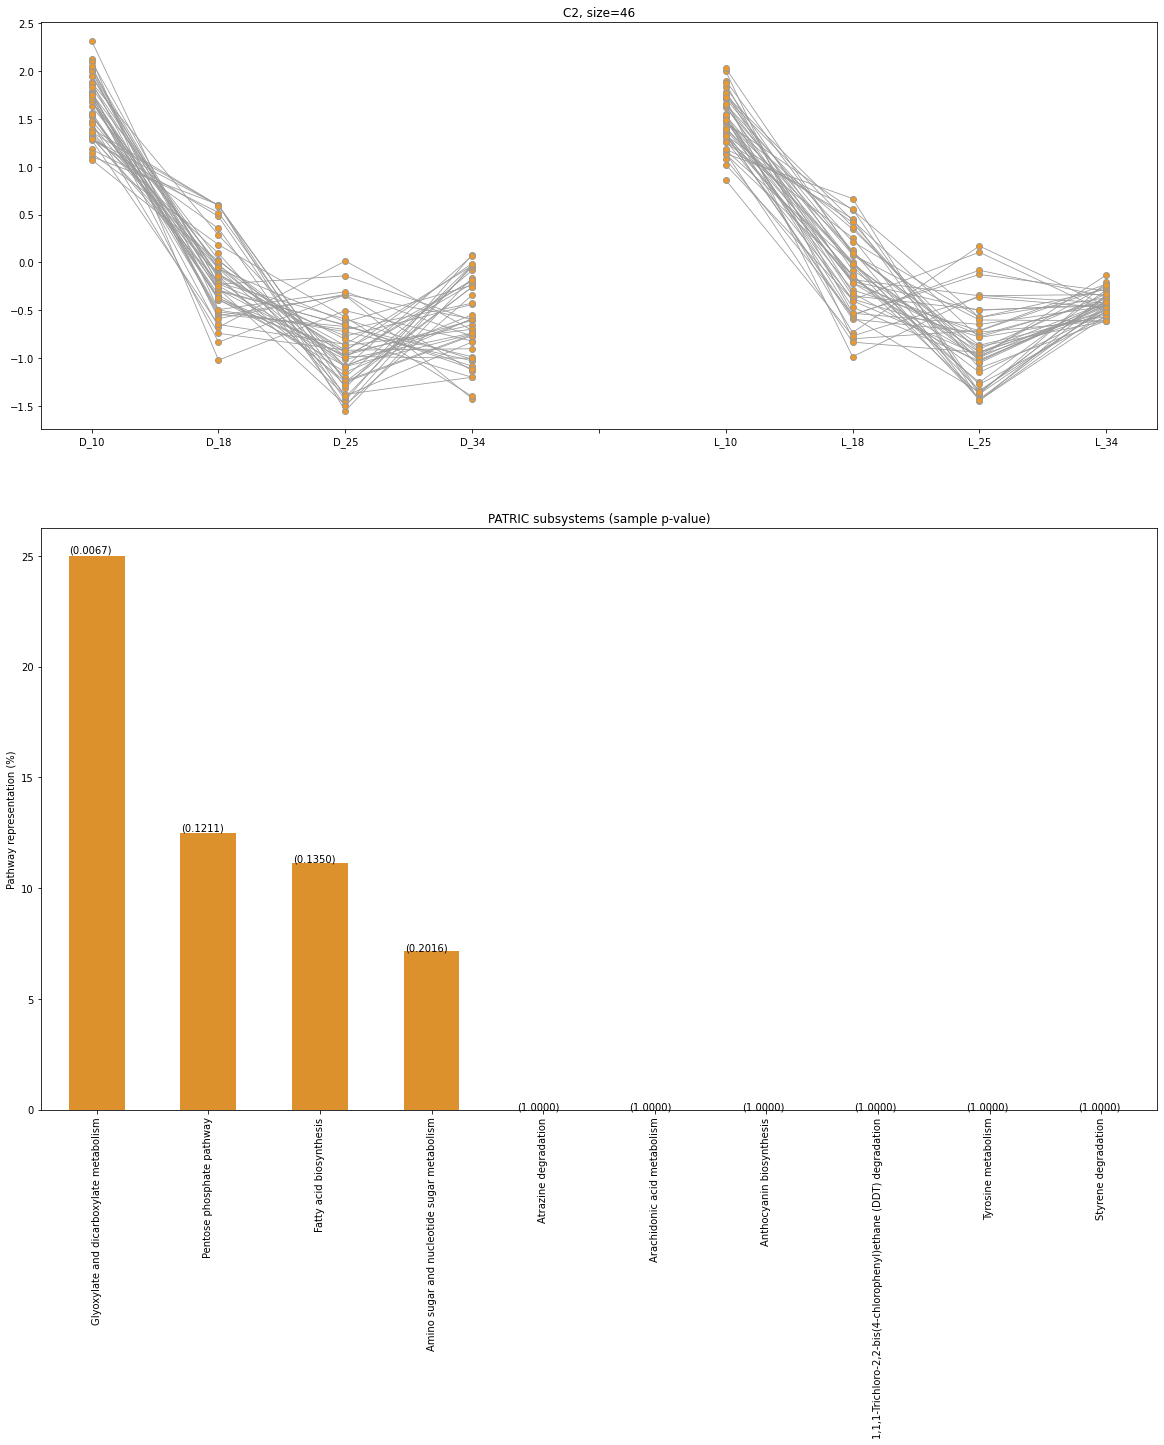 C2, size=46
2.5
2.0
1.5
1.0
0.5
0.0
−0.5
−1.0
−1.5
D_10 D_18 D_25 D_34 L_10 L_18 L_25 L_34
PATRIC subsystems (sample p-value)
Pathway representation (%)
25
20
15
10
5
0
(0.0067)
(0.1211)
(0.1350)
(0.2016)
(1.0000) (1.0000) (1.0000) (1.0000) (1.0000) (1.0000)
Glyoxylate and dicarboxylate metabolism
Pentose phosphate pathway
Fatty acid biosynthesis
Amino sugar and nucleotide sugar metabolism
Atrazine degradation
Arachidonic acid metabolism
Anthocyanin biosynthesis
1,1,1-Trichloro-2,2-bis(4-chlorophenyl)ethane (DDT) degradation
Tyrosine metabolism
Styrene degradation